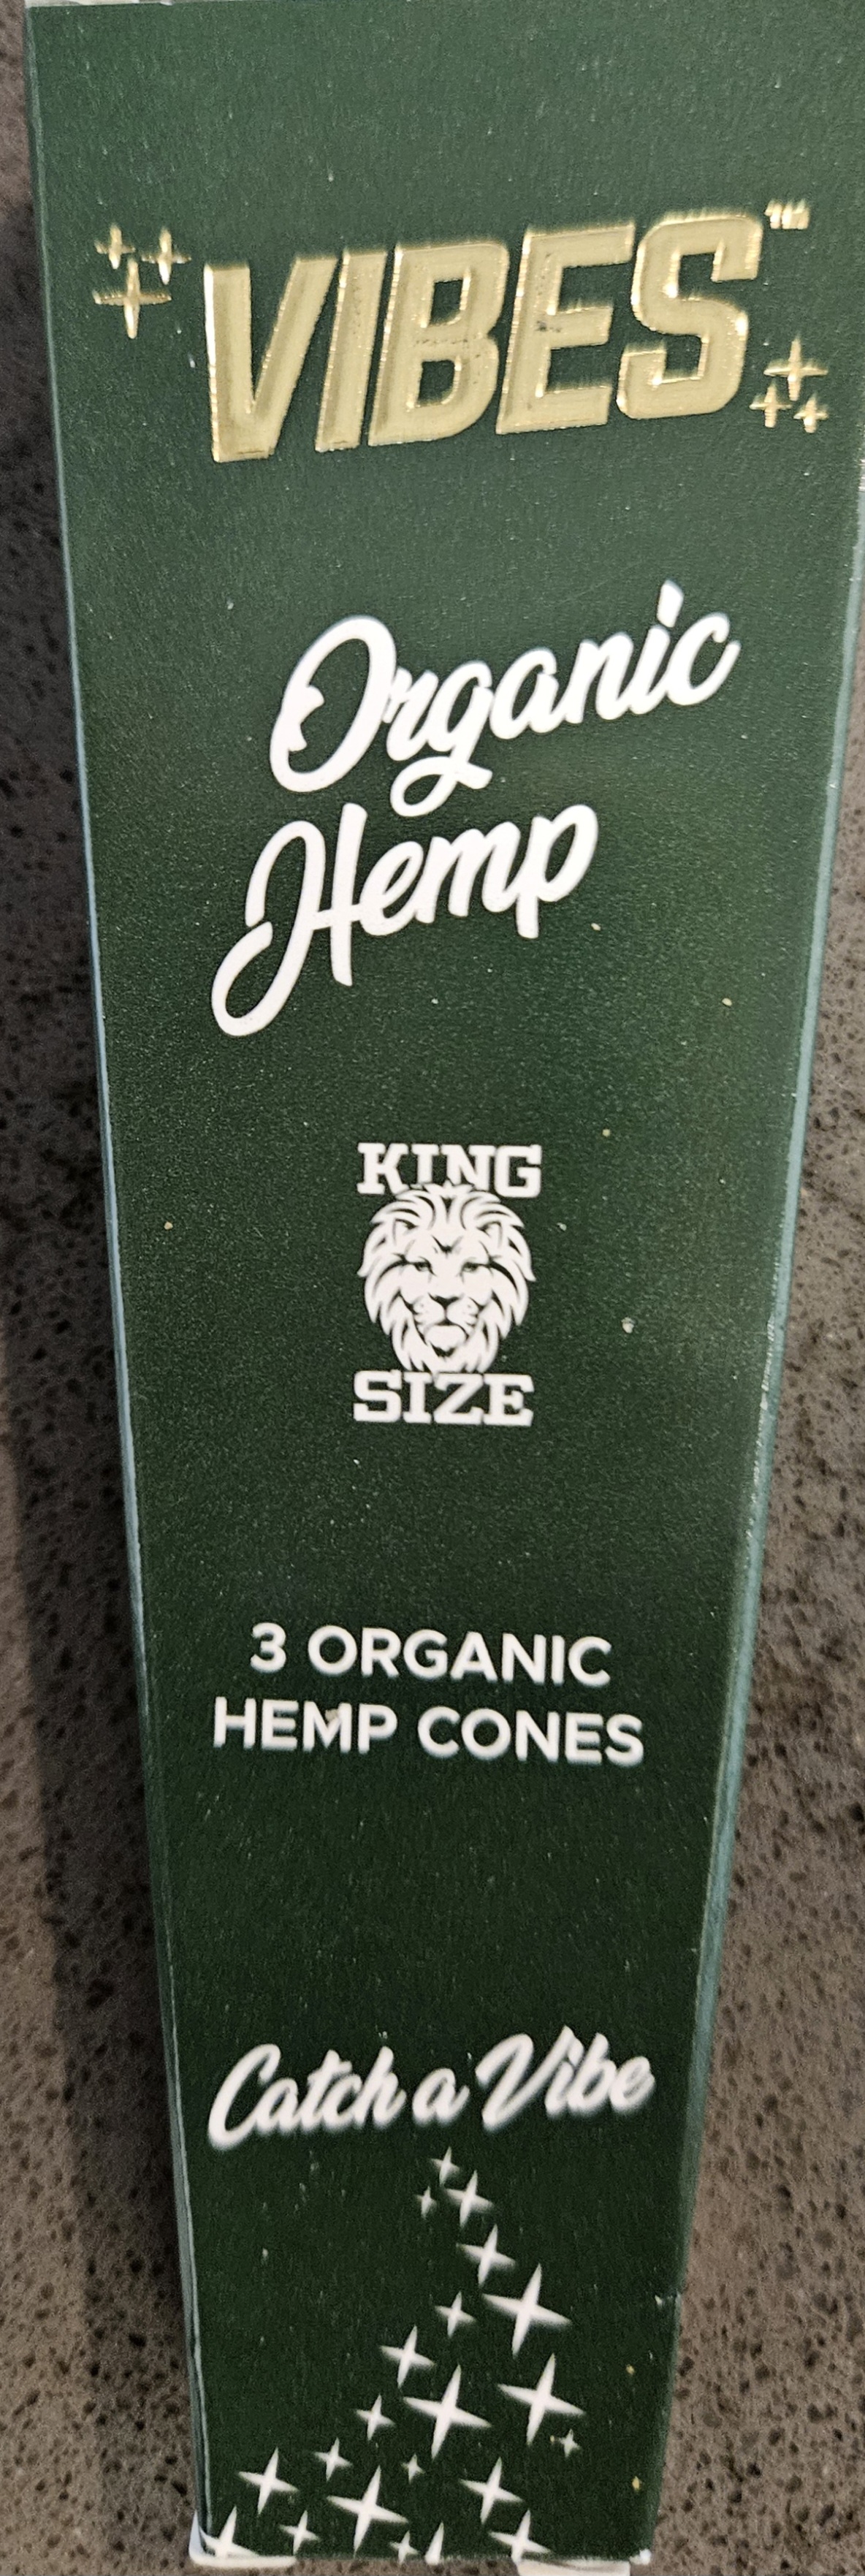 VIBES™
Organic
Hemp
KING
SIZE
3 ORGANIC
HEMP CONES
Catch a Vibe